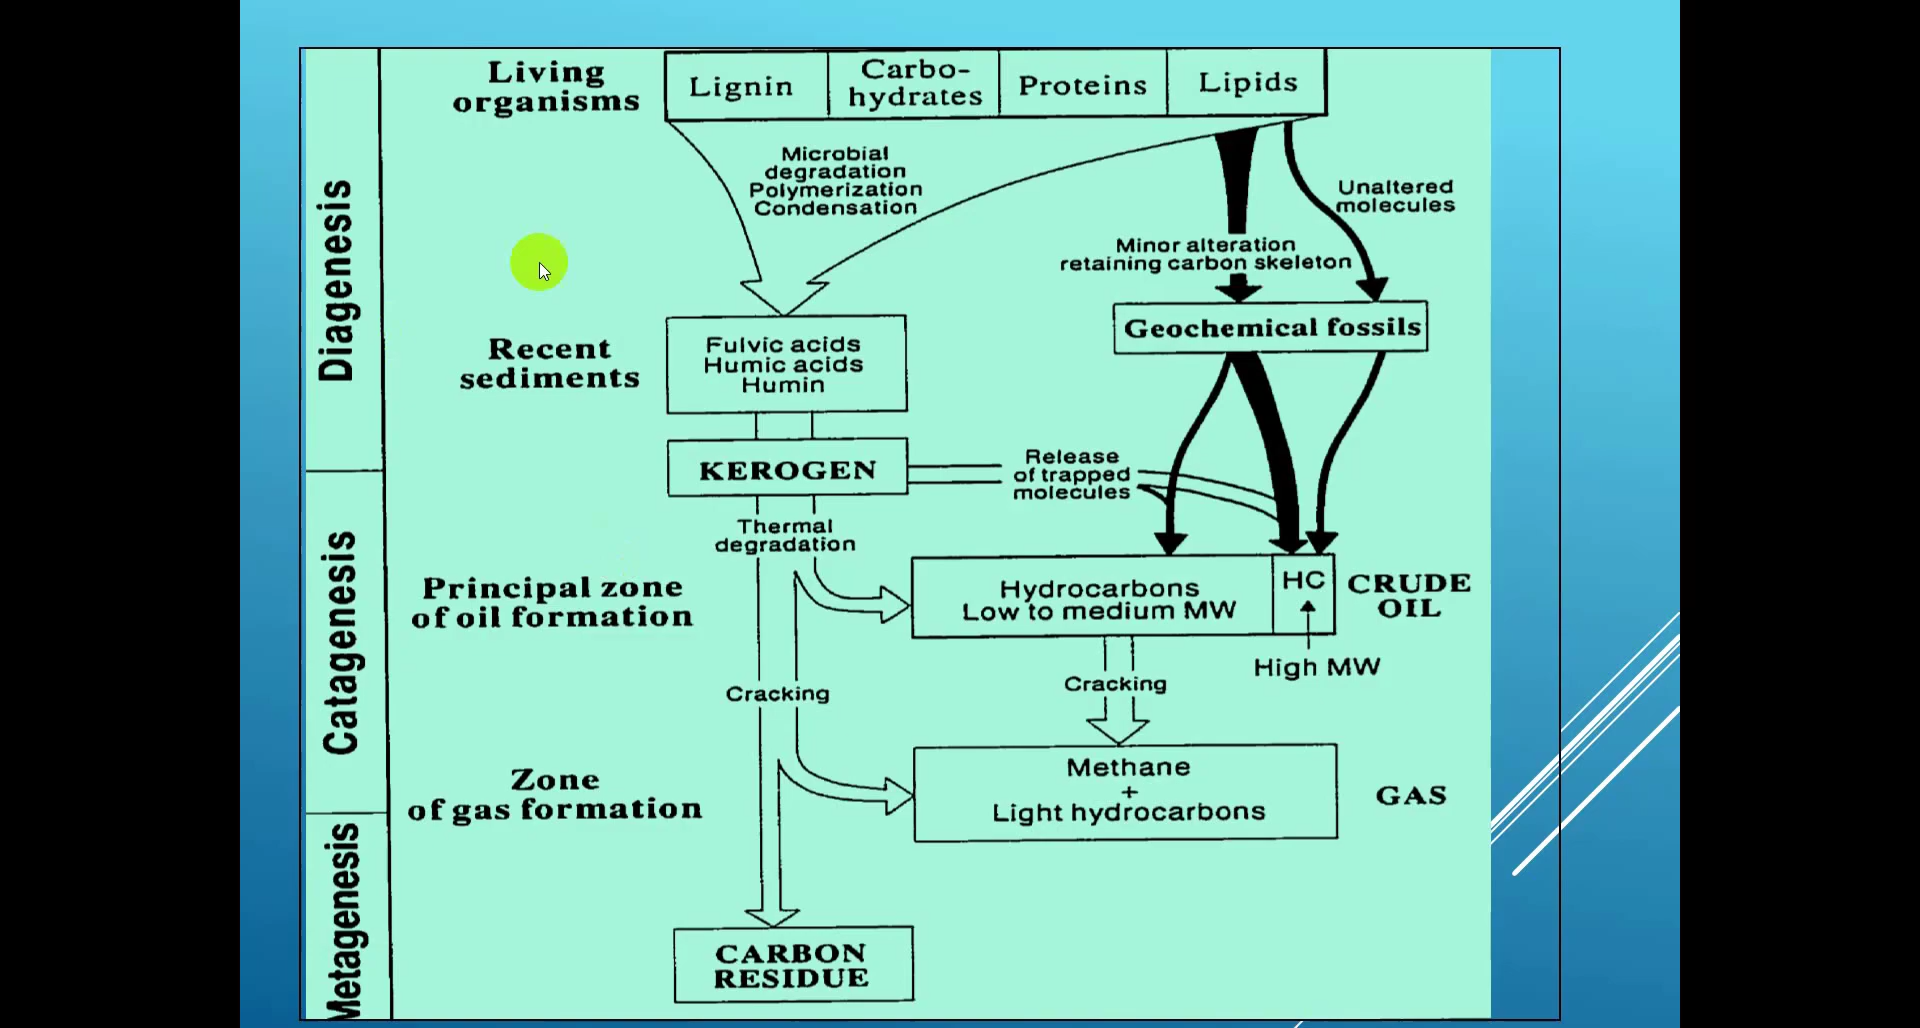 Living
organisms
Lignin
Carbo-
hydrates
Proteins
Lipids
Microbial
degradation
Polymerization
Condensation
Unaltered
molecules
Minor alteration
retaining carbon skeleton
Diagenesis
Recent
sediments
Fulvic acids
Humic acids
Humin
Geochemical fossils
KEROGEN
Release
of trapped
molecules
Thermal
degradation
Catagenesis
Principal zone
of oil formation
Hydrocarbons
Low to medium MW
HC
CRUDE
OIL
High MW
Cracking
Cracking
Zone
of gas formation
Methane
+
Light hydrocarbons
GAS
Metagenesis
CARBON
RESIDUE